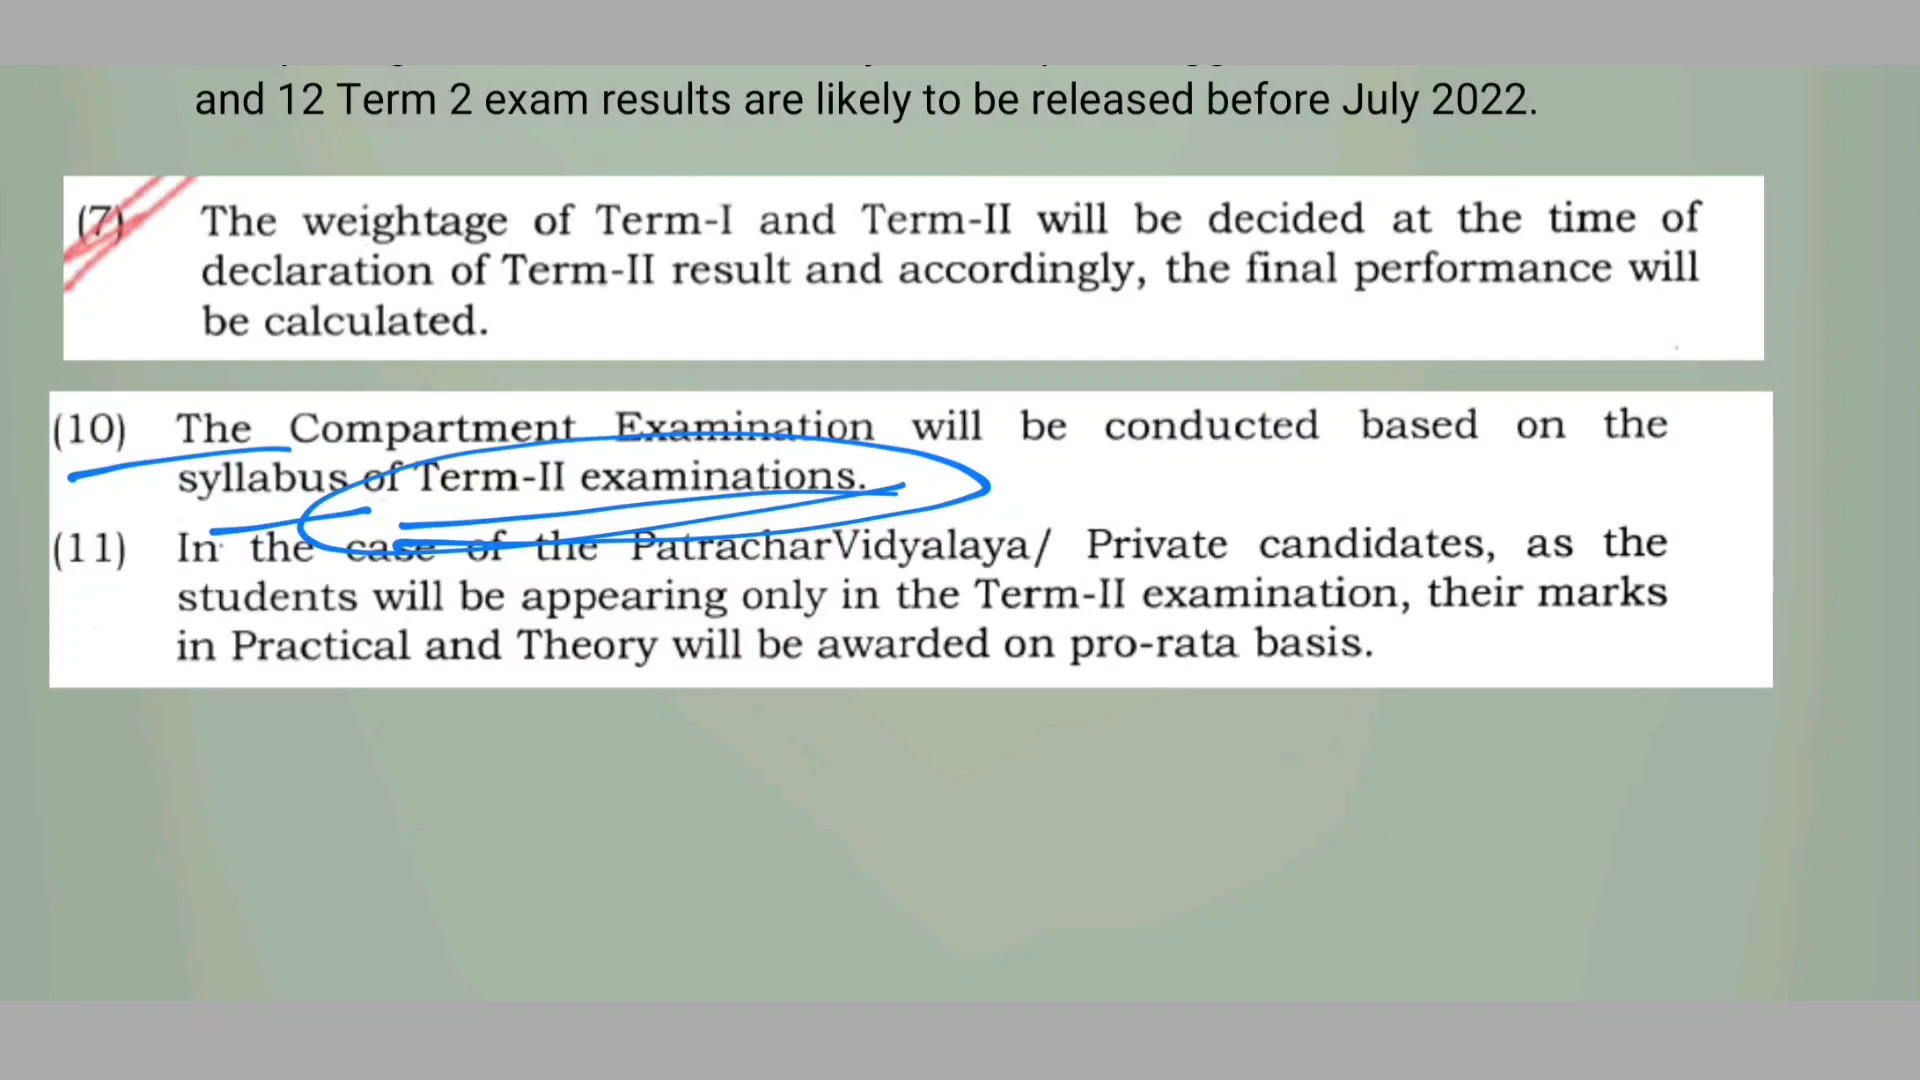 and 12 Term 2 exam results are likely to be released before July 2022.
(7) The weightage of Term-I and Term-II will be decided at the time of
declaration of Term-II result and accordingly, the final performance will
be calculated.
(10) The Compartment Examination will be conducted based on the
syllabus of Term-II examinations.
(11) In the case of the PatracharVidyalaya/ Private candidates, as the
students will be appearing only in the Term-II examination, their marks
in Practical and Theory will be awarded on pro-rata basis.